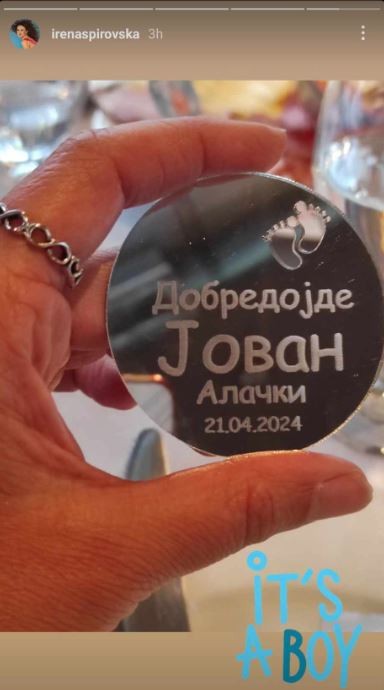 irenaspirovska 3h
Добредојде
Јован
Алачки
21.04.2024
IT'S
A BOY